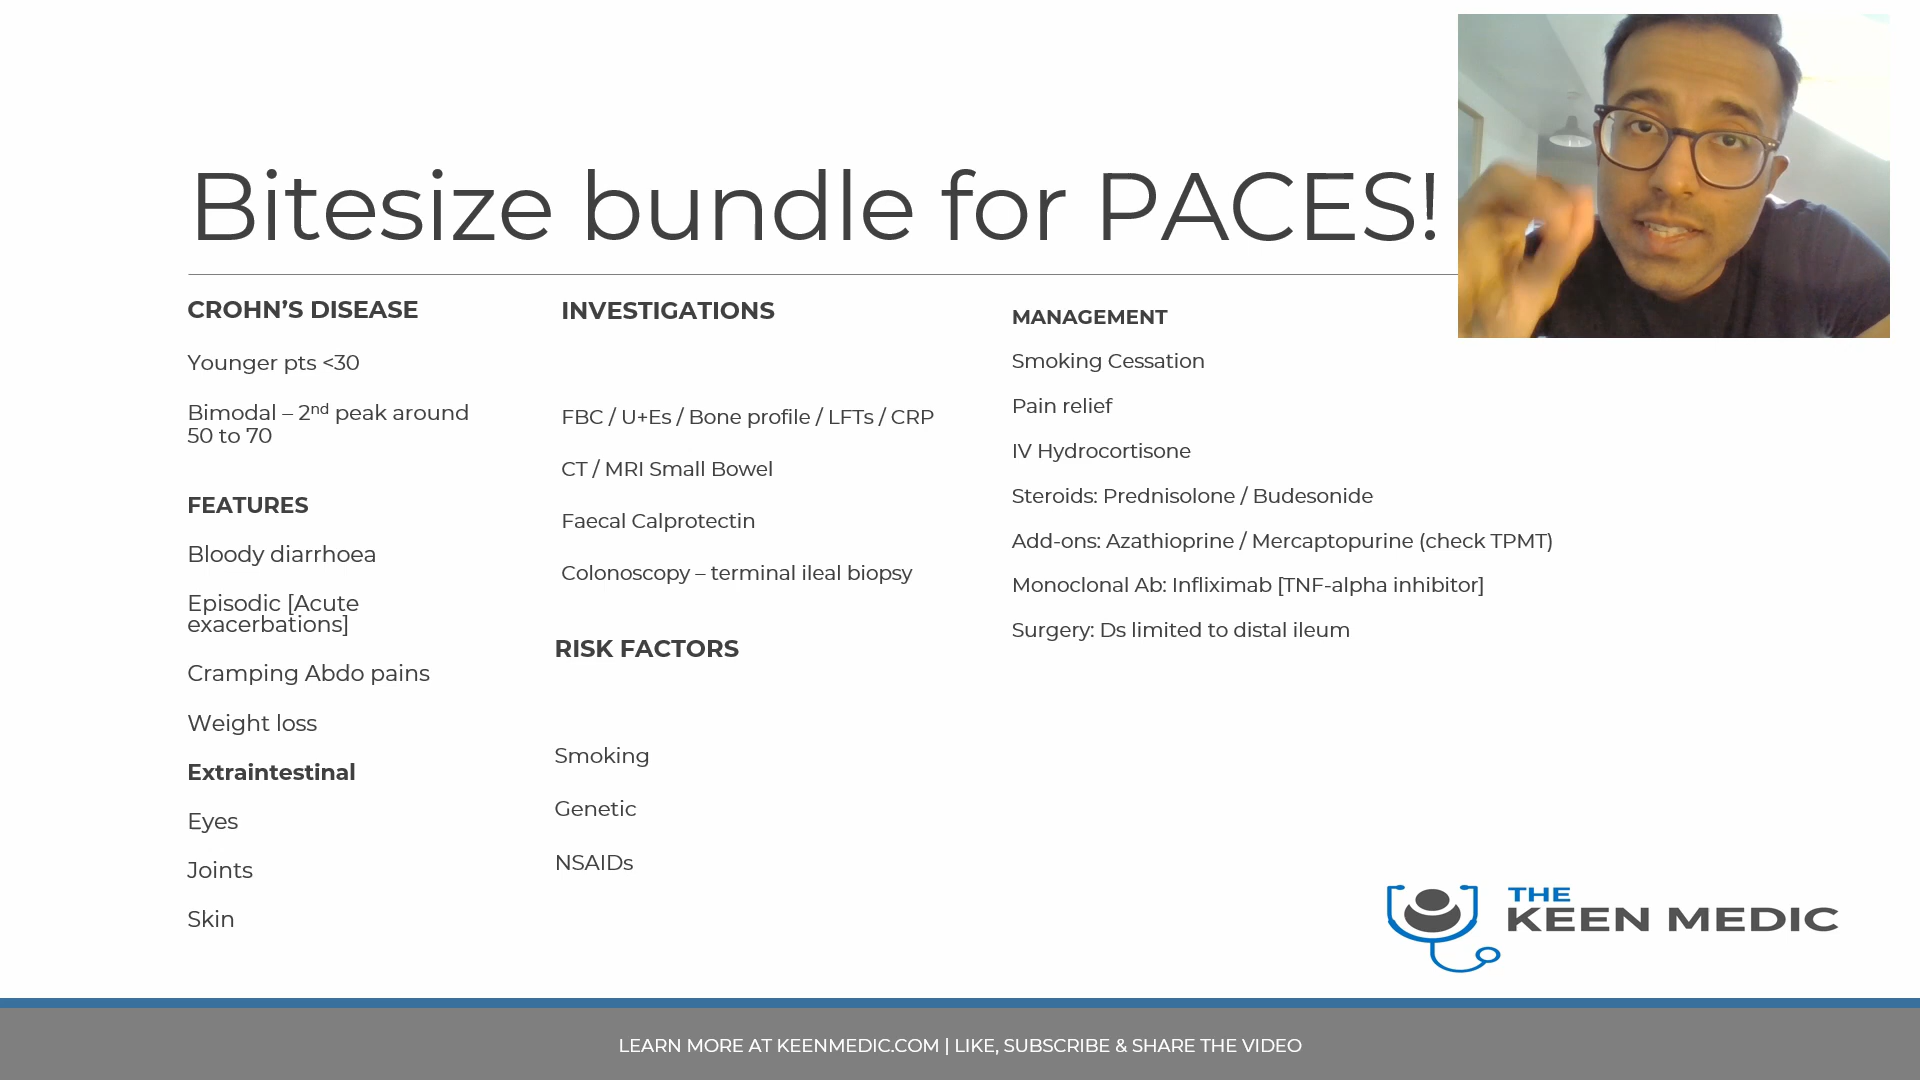 Bitesize bundle for PACES!
CROHN’S DISEASE
Younger pts <30
Bimodal – 2nd peak around
50 to 70
FEATURES
Bloody diarrhoea
Episodic [Acute
exacerbations]
Cramping Abdo pains
Weight loss
Extraintestinal
Eyes
Joints
Skin
INVESTIGATIONS
FBC / U+Es / Bone profile / LFTs / CRP
CT / MRI Small Bowel
Faecal Calprotectin
Colonoscopy – terminal ileal biopsy
RISK FACTORS
Smoking
Genetic
NSAIDs
MANAGEMENT
Smoking Cessation
Pain relief
IV Hydrocortisone
Steroids: Prednisolone / Budesonide
Add-ons: Azathioprine / Mercaptopurine (check TPMT)
Monoclonal Ab: Infliximab [TNF-alpha inhibitor]
Surgery: Ds limited to distal ileum
THE
KEEN MEDIC
LEARN MORE AT KEENMEDIC.COM | LIKE, SUBSCRIBE & SHARE THE VIDEO